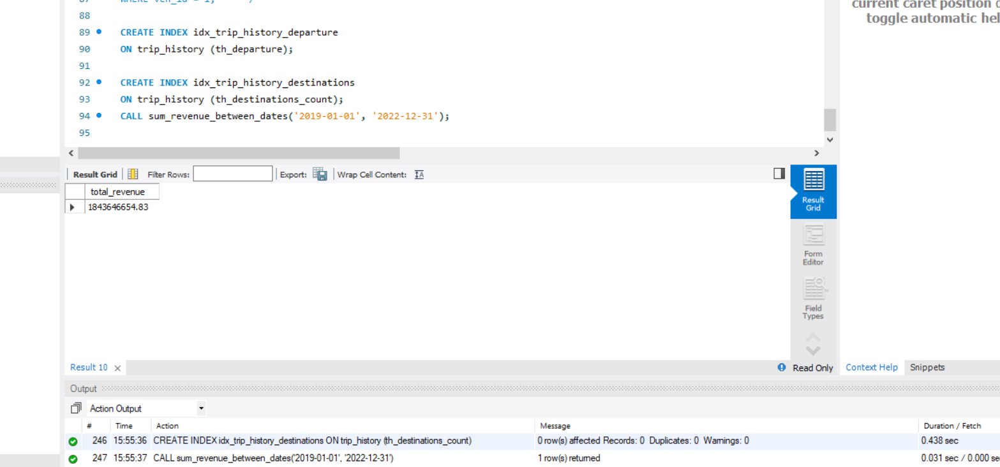 87 WHERE veh_id = 1; */
88
89 CREATE INDEX idx_trip_history_departure
90 ON trip_history (th_departure);
91
92 CREATE INDEX idx_trip_history_destinations
93 ON trip_history (th_destinations_count);
94 CALL sum_revenue_between_dates('2019-01-01', '2022-12-31');
95
current caret position
toggle automatic hel
Result Grid Filter Rows: Export: Wrap Cell Content: IA
total_revenue
1843646654.83
Result
Grid
Form
Editor
Field
Types
Result 10 ×
Read Only
Context Help Snippets
Output
Action Output
# Time Action Message Duration / Fetch
246 15:55:36 CREATE INDEX idx_trip_history_destinations ON trip_history (th_destinations_count) 0 row(s) affected Records: 0 Duplicates: 0 Warnings: 0 0.438 sec
247 15:55:37 CALL sum_revenue_between_dates('2019-01-01', '2022-12-31') 1 row(s) returned 0.031 sec / 0.000 se